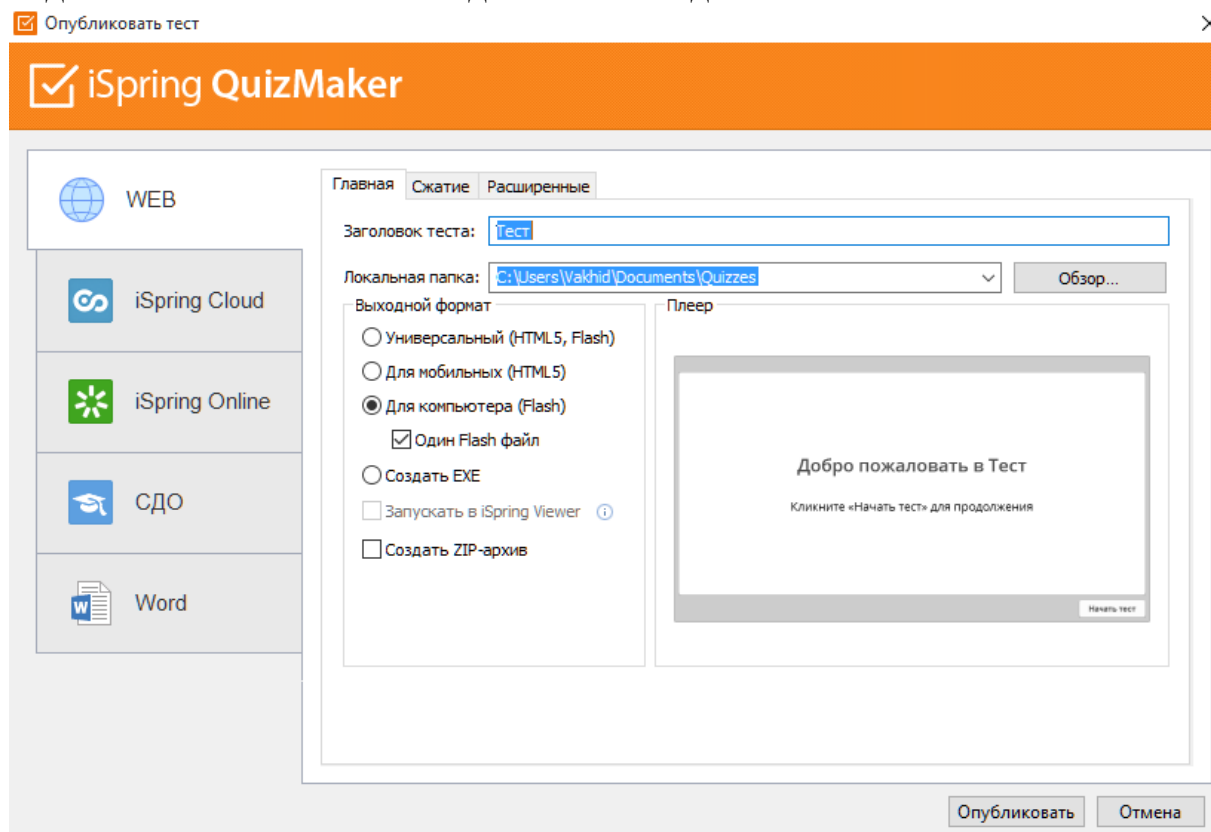 Опубликовать тест
iSpring QuizMaker
WEB
iSpring Cloud
iSpring Online
СДО
Word
Главная Сжатие Расширенные
Заголовок теста: Тест
Локальная папка: C:\Users\Vakhid\Documents\Quizzes Обзор...
Выходной формат
Универсальный (HTML5, Flash)
Для мобильных (HTML5)
Для компьютера (Flash)
Один Flash файл
Создать EXE
Запускать в iSpring Viewer
Создать ZIP-архив
Плеер
Добро пожаловать в Тест
Кликните «Начать тест» для продолжения
Начать тест
Опубликовать Отмена